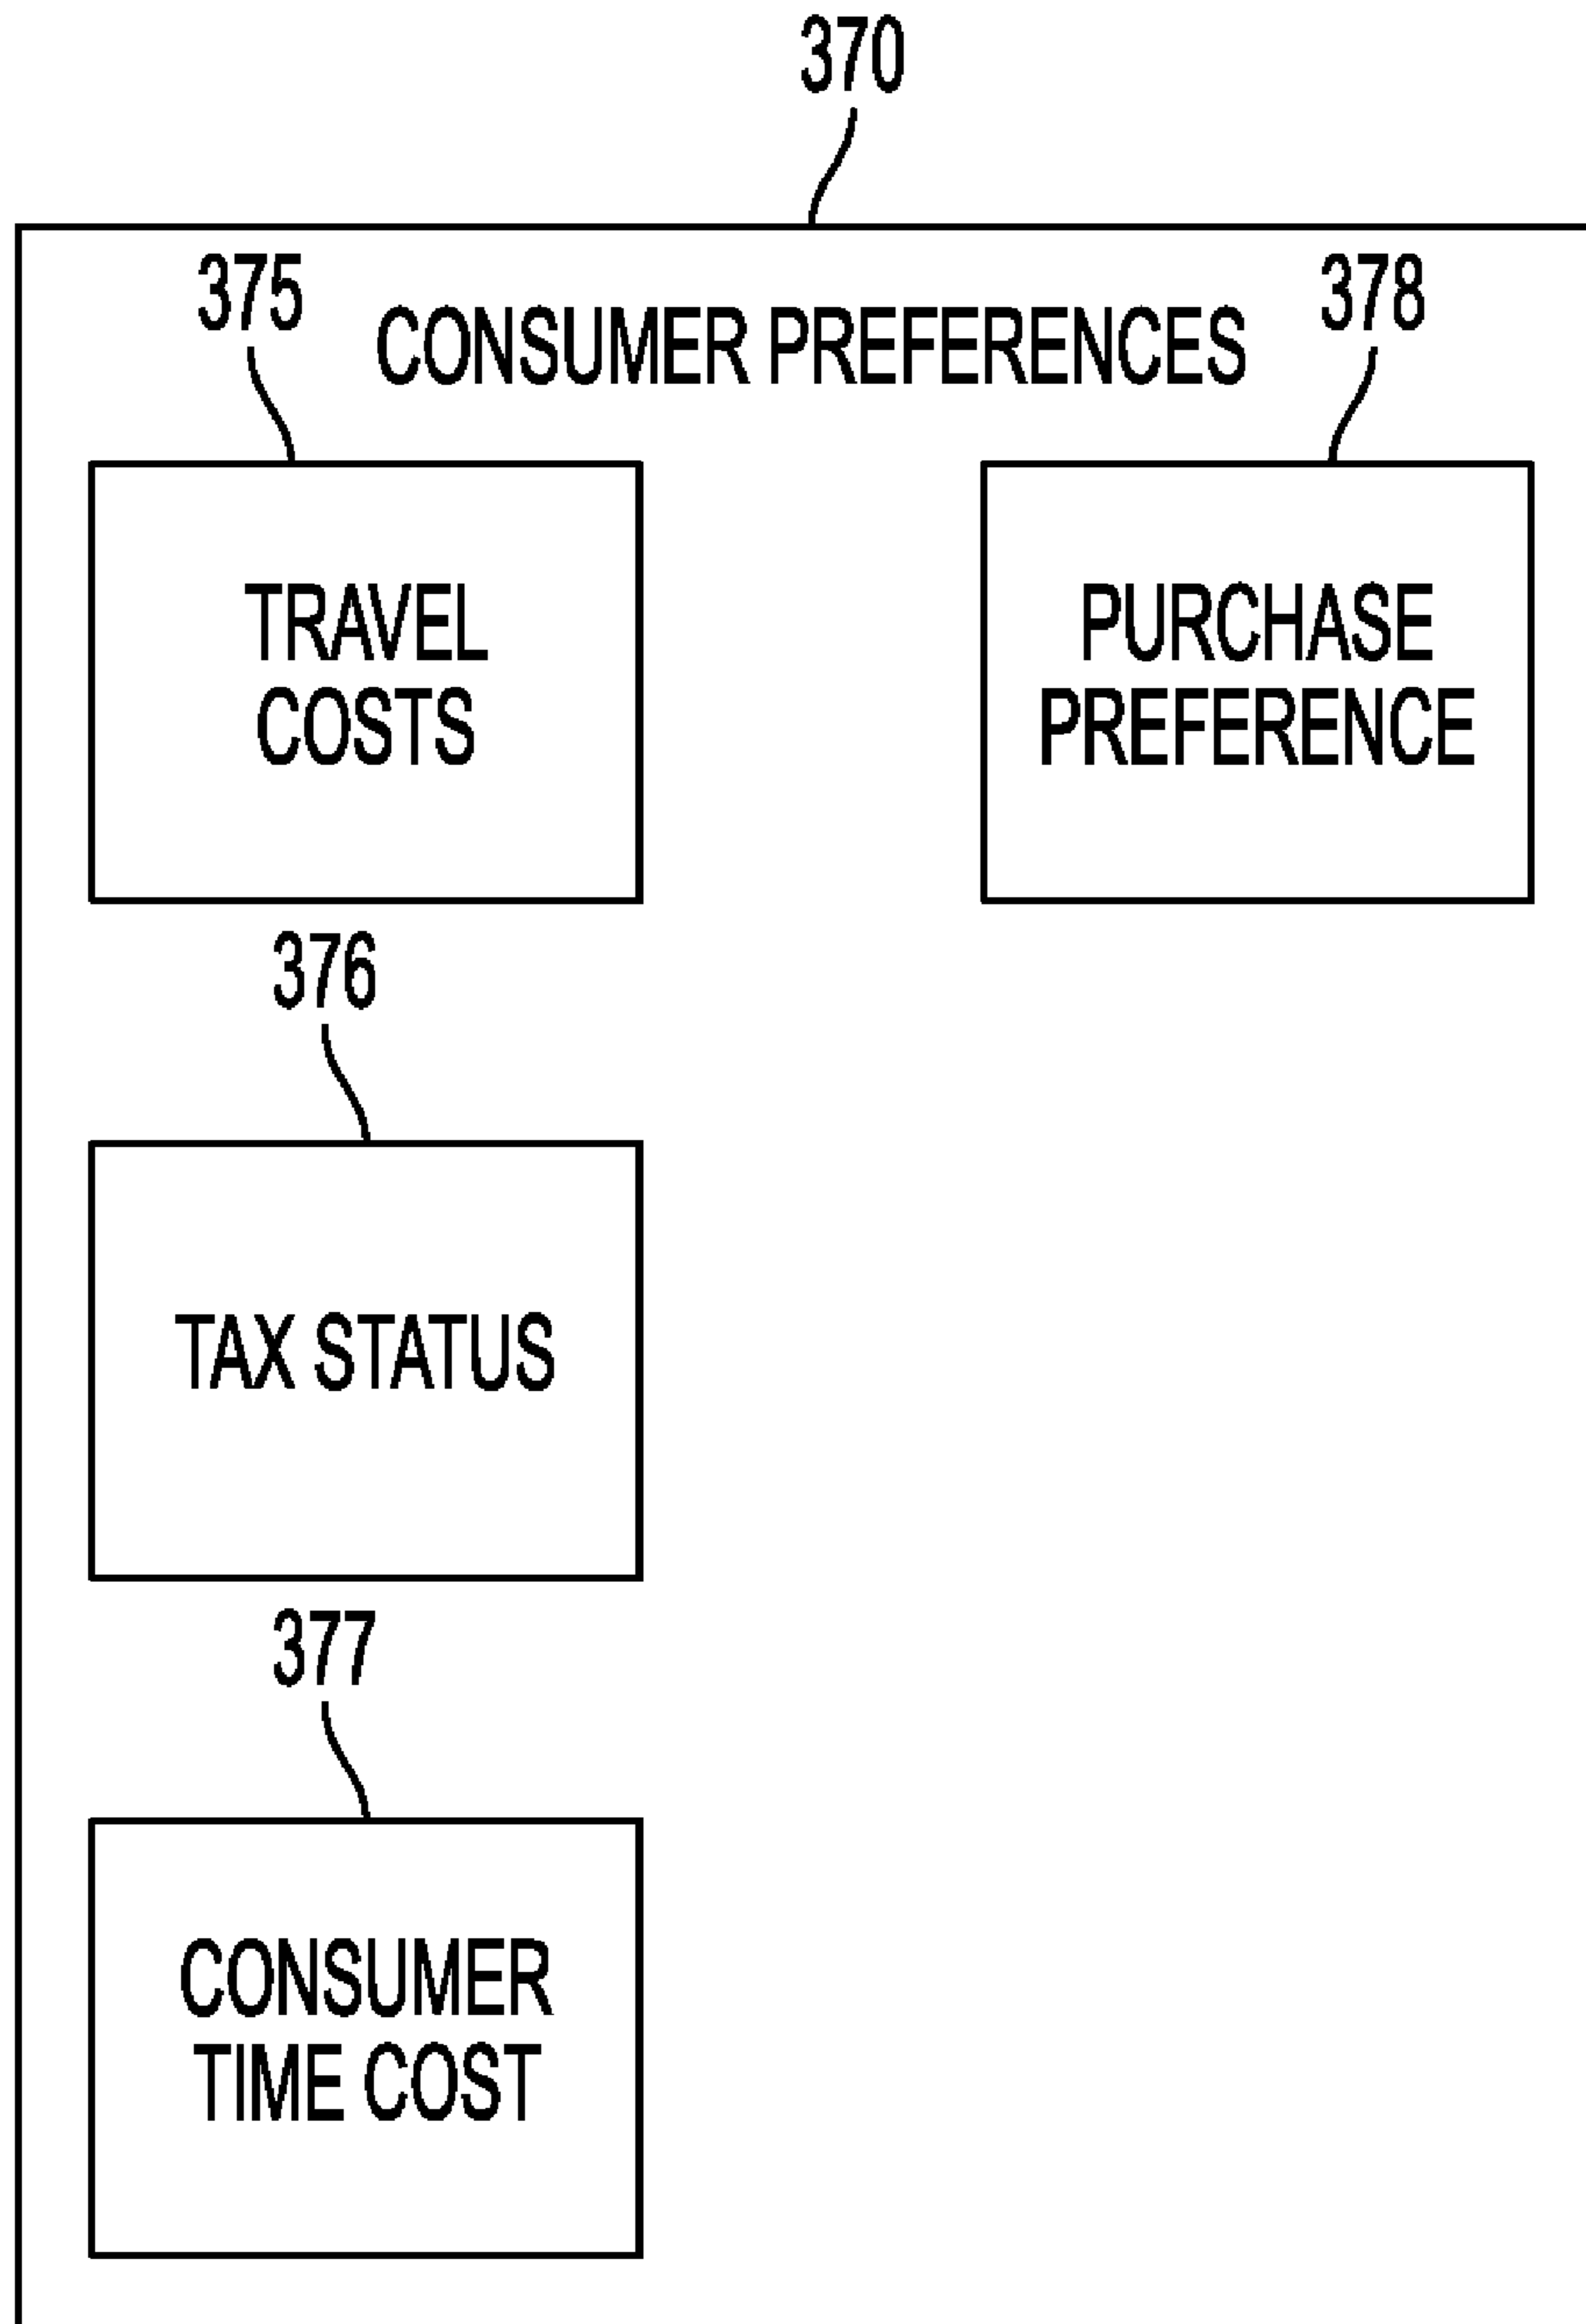 370
375
CONSUMER PREFERENCES
378
TRAVEL
COSTS
PURCHASE
PREFERENCE
376
TAX STATUS
377
CONSUMER
TIME COST